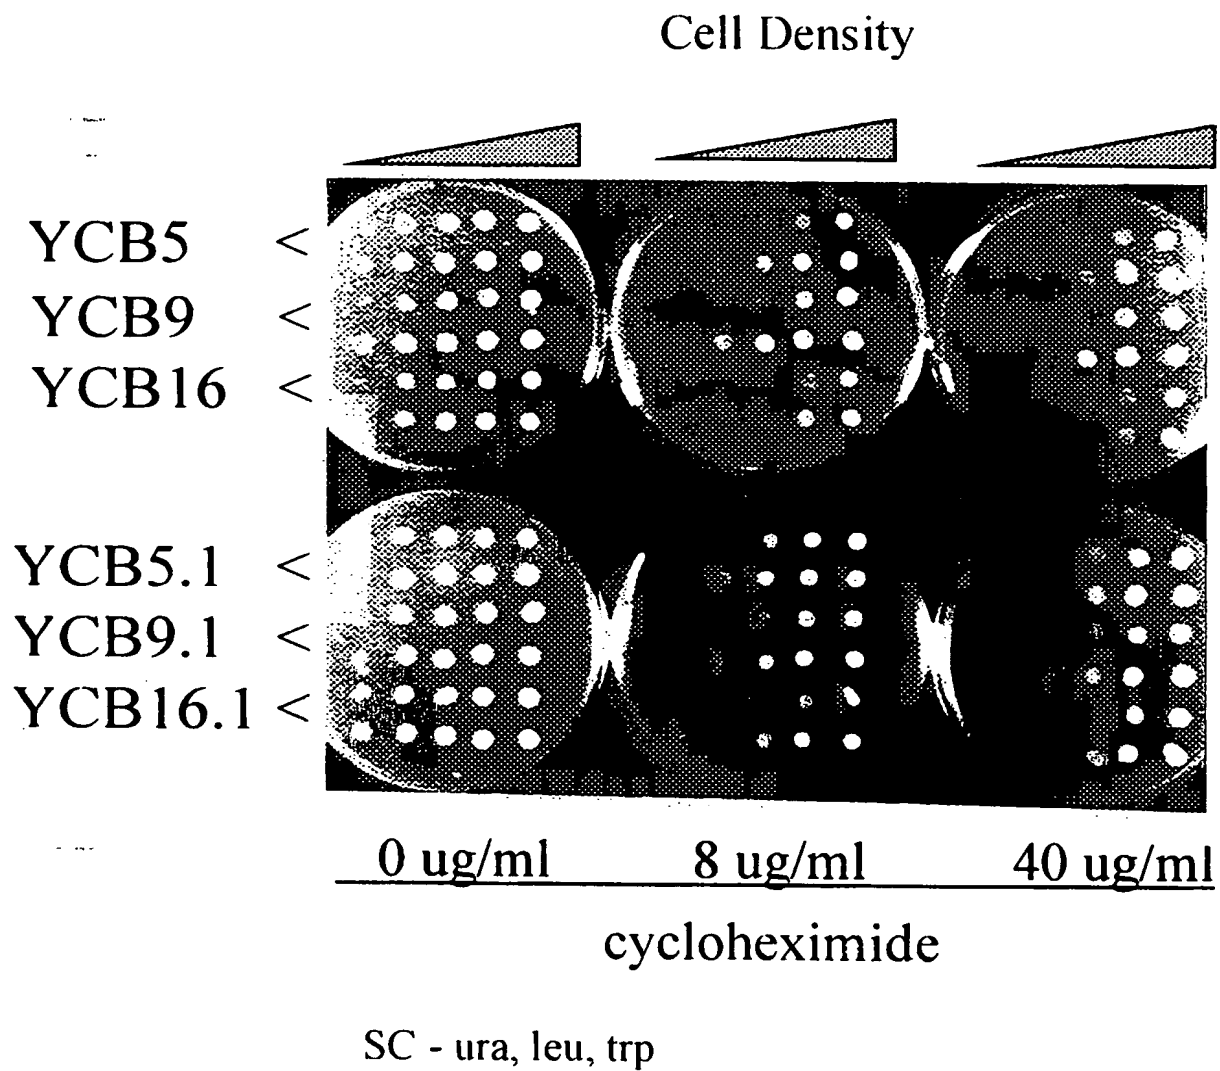 Cell Density
YCB5 <
YCB9 <
YCB16 <
YCB5.1 <
YCB9.1 <
YCB16.1 <
0 ug/ml 8 ug/ml 40 ug/ml
cycloheximide
SC - ura, leu, trp